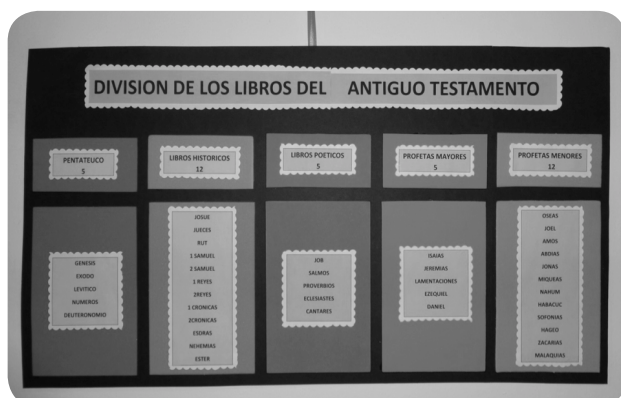 DIVISION DE LOS LIBROS DEL ANTIGUO TESTAMENTO
PENTATEUCO
5
LIBROS HISTORICOS
12
LIBROS POETICOS
5
PROFETAS MAYORES
5
PROFETAS MENORES
12
GENESIS
EXODO
LEVITICO
NUMEROS
DEUTERONOMIO
JOSUE
JUECES
RUT
1 SAMUEL
2 SAMUEL
1 REYES
2REYES
1 CRONICAS
2CRONICAS
ESDRAS
NEHEMIAS
ESTER
JOB
SALMOS
PROVERBIOS
ECLESIASTES
CANTARES
ISAIAS
JEREMIAS
LAMENTACIONES
EZEQUIEL
DANIEL
OSEAS
JOEL
AMOS
ABDIAS
JONAS
MIQUEAS
NAHUM
HABACUC
SOFONIAS
HAGEO
ZACARIAS
MALAQUIAS